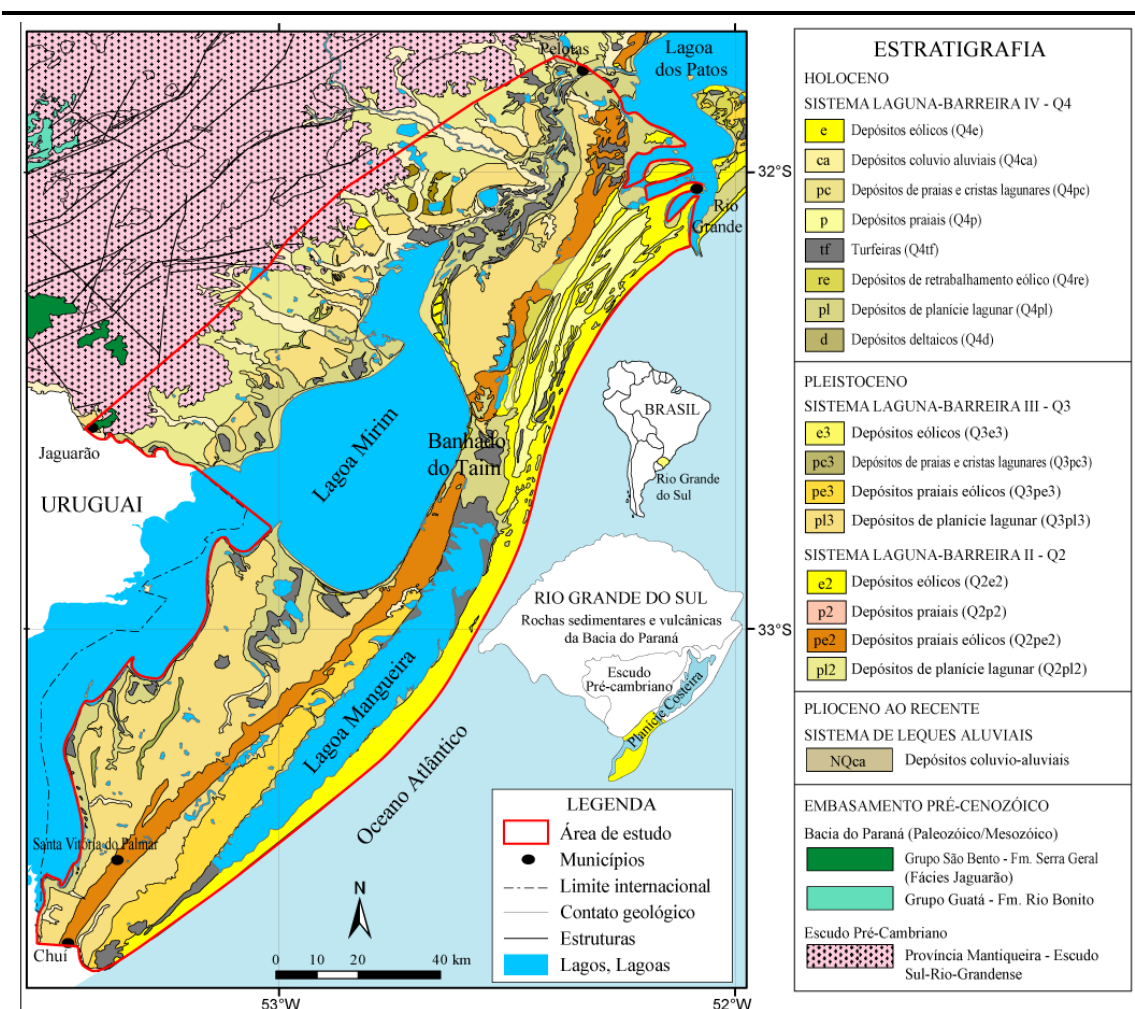 Pelotas
Lagoa
dos Patos
32°S
Rio
Grande
Jaguarão
URUGUAI
Lagoa Mirim
Banhado
do Taim
33°S
Lagoa Mangueira
Oceano Atlântico
Santa Vitória do Palmar
Chuí
53°W
52°W
BRASIL
Rio Grande
do Sul
RIO GRANDE DO SUL
Rochas sedimentares e vulcânicas
da Bacia do Paraná
Escudo
Pré-cambriano
Planície Costeira
N
0 10 20 40 km
LEGENDA
Área de estudo
Municípios
Limite internacional
Contato geológico
Estruturas
Lagos, Lagoas
ESTRATIGRAFIA
HOLOCENO
SISTEMA LAGUNA-BARREIRA IV - Q4
e Depósitos eólicos (Q4e)
ca Depósitos coluvio aluviais (Q4ca)
pc Depósitos de praias e cristas lagunares (Q4pc)
p Depósitos praiais (Q4p)
tf Turfeiras (Q4tf)
re Depósitos de retrabalhamento eólico (Q4re)
pl Depósitos de planície lagunar (Q4pl)
d Depósitos deltaicos (Q4d)
PLEISTOCENO
SISTEMA LAGUNA-BARREIRA III - Q3
e3 Depósitos eólicos (Q3e3)
pc3 Depósitos de praias e cristas lagunares (Q3pc3)
pe3 Depósitos praiais eólicos (Q3pe3)
pl3 Depósitos de planície lagunar (Q3pl3)
SISTEMA LAGUNA-BARREIRA II - Q2
e2 Depósitos eólicos (Q2e2)
p2 Depósitos praiais (Q2p2)
pe2 Depósitos praiais eólicos (Q2pe2)
pl2 Depósitos de planície lagunar (Q2pl2)
PLIOCENO AO RECENTE
SISTEMA DE LEQUES ALUVIAIS
NQca Depósitos coluvio-aluviais
EMBASAMENTO PRÉ-CENOZÓICO
Bacia do Paraná (Paleozóico/Mesozóico)
Grupo São Bento - Fm. Serra Geral
(Fácies Jaguarão)
Grupo Guatá - Fm. Rio Bonito
Escudo Pré-Cambriano
Província Mantiqueira - Escudo
Sul-Rio-Grandense